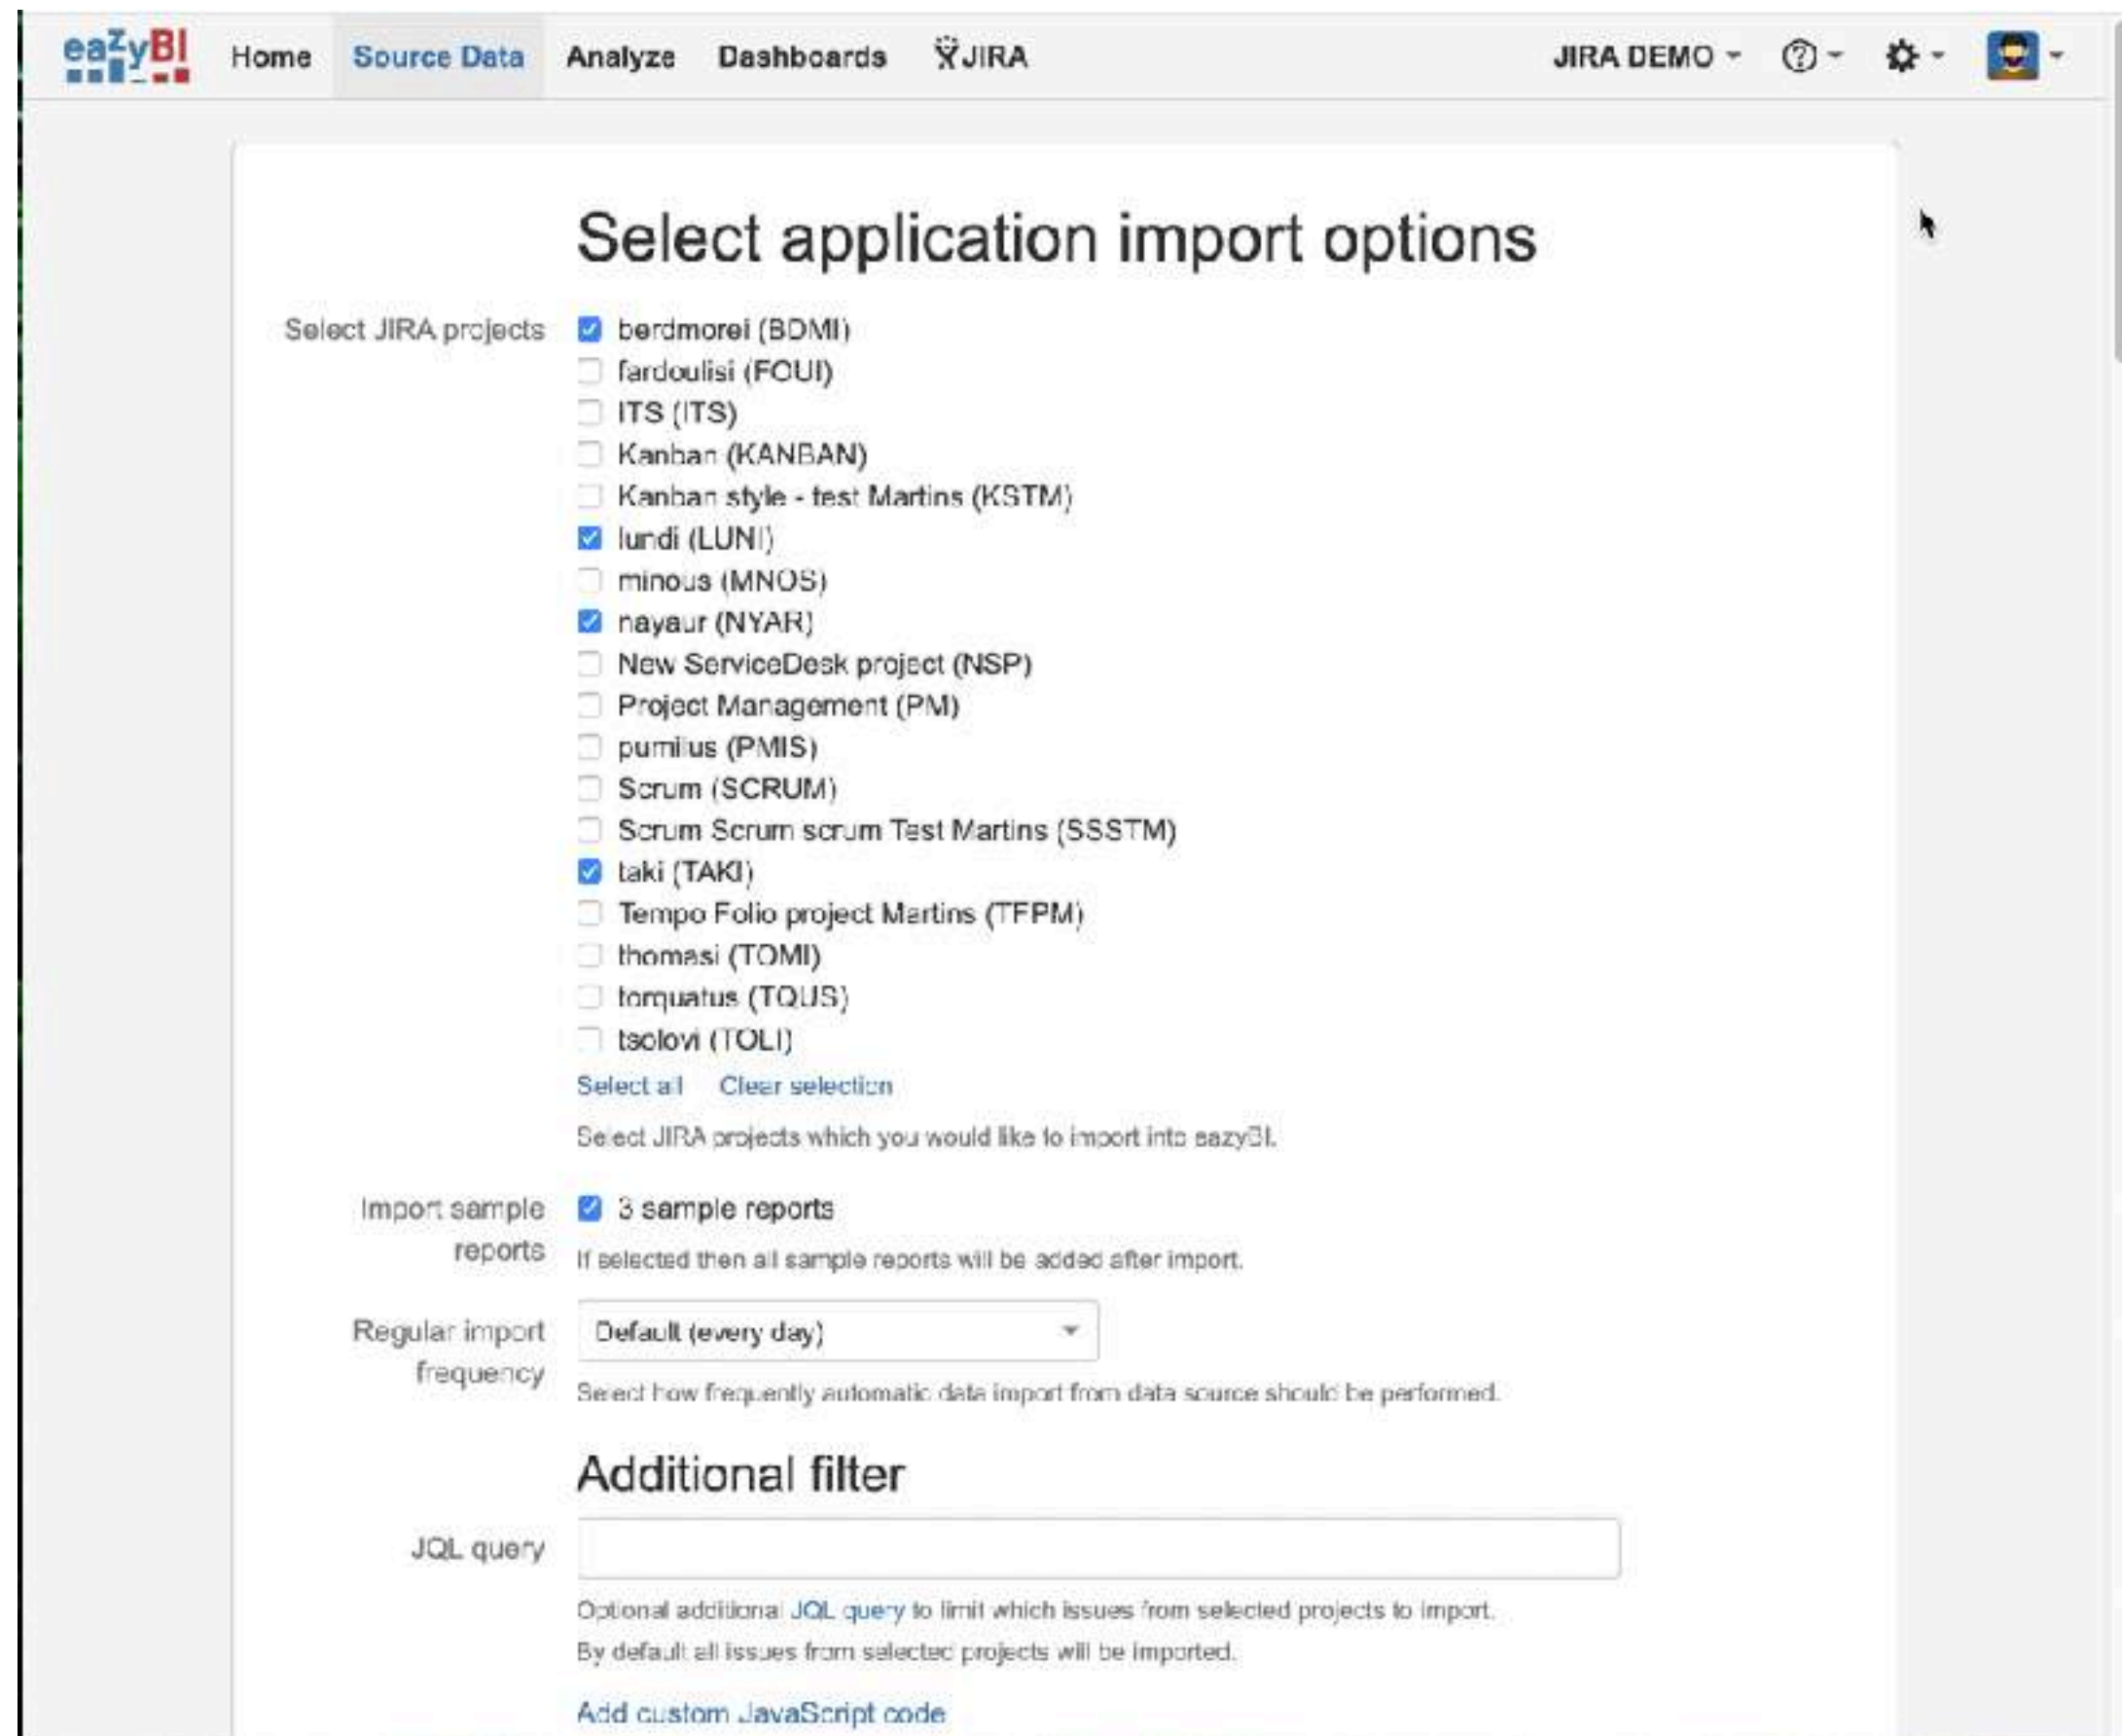 eazyBI Home Source Data Analyze Dashboards JIRA JIRA DEMO
Select application import options
Select JIRA projects
berdmorei (BDMI)
fardoulisi (FOUI)
ITS (ITS)
Kanban (KANBAN)
Kanban style - test Martins (KSTM)
lundi (LUNI)
minous (MNOS)
nayaur (NYAR)
New ServiceDesk project (NSP)
Project Management (PM)
pumilus (PMIS)
Scrum (SCRUM)
Scrum Scrum scrum Test Martins (SSSTM)
taki (TAKI)
Tempo Folio project Martins (TFPM)
thomasi (TOMI)
torquatus (TQUS)
tsolovi (TOLI)
Select all Clear selection
Select JIRA projects which you would like to import into eazyBI.
Import sample reports
3 sample reports
If selected then all sample reports will be added after import.
Regular import frequency
Default (every day)
Select how frequently automatic data import from data source should be performed.
Additional filter
JQL query
Optional additional JQL query to limit which issues from selected projects to import.
By default all issues from selected projects will be imported.
Add custom JavaScript code